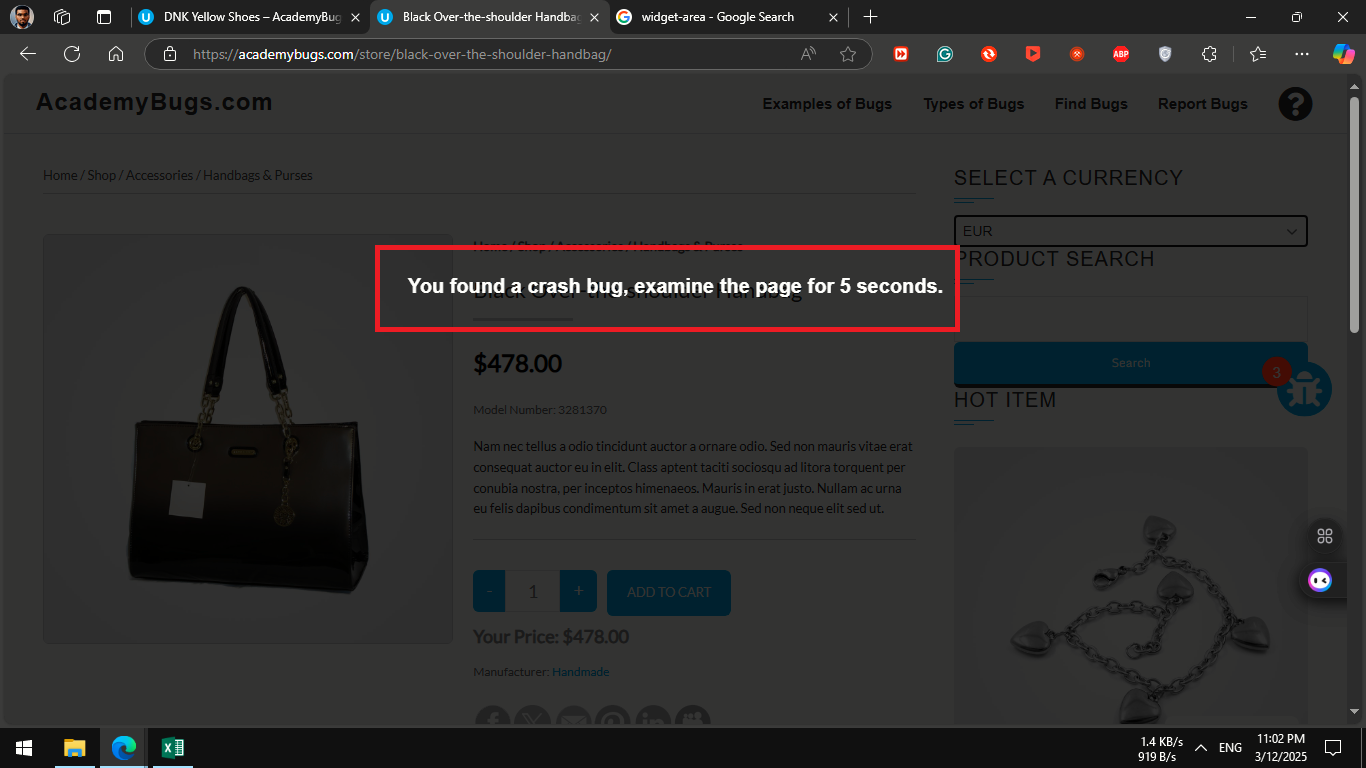 DNK Yellow Shoes – AcademyBug
Black Over-the-shoulder Handbag
widget-area - Google Search
https://academybugs.com/store/black-over-the-shoulder-handbag/
ABP
AcademyBugs.com
Examples of Bugs
Types of Bugs
Find Bugs
Report Bugs
?
Home / Shop / Accessories / Handbags & Purses
SELECT A CURRENCY
EUR
Home / Shop / Accessories / Handbags & Purses
You found a crash bug, examine the page for 5 seconds.
Black Over-the-shoulder Handbag
PRODUCT SEARCH
Search
3
HOT ITEM
$478.00
Model Number: 3281370
Nam nec tellus a odio tincidunt auctor a ornare odio. Sed non mauris vitae erat
consequat auctor eu in elit. Class aptent taciti sociosqu ad litora torquent per
conubia nostra, per inceptos himenaeos. Mauris in erat justo. Nullam ac urna
eu felis dapibus condimentum sit amet a augue. Sed non neque elit sed ut.
-
1
+
ADD TO CART
Your Price: $478.00
Manufacturer: Handmade
1.4 KB/s
919 B/s
ENG
11:02 PM
3/12/2025